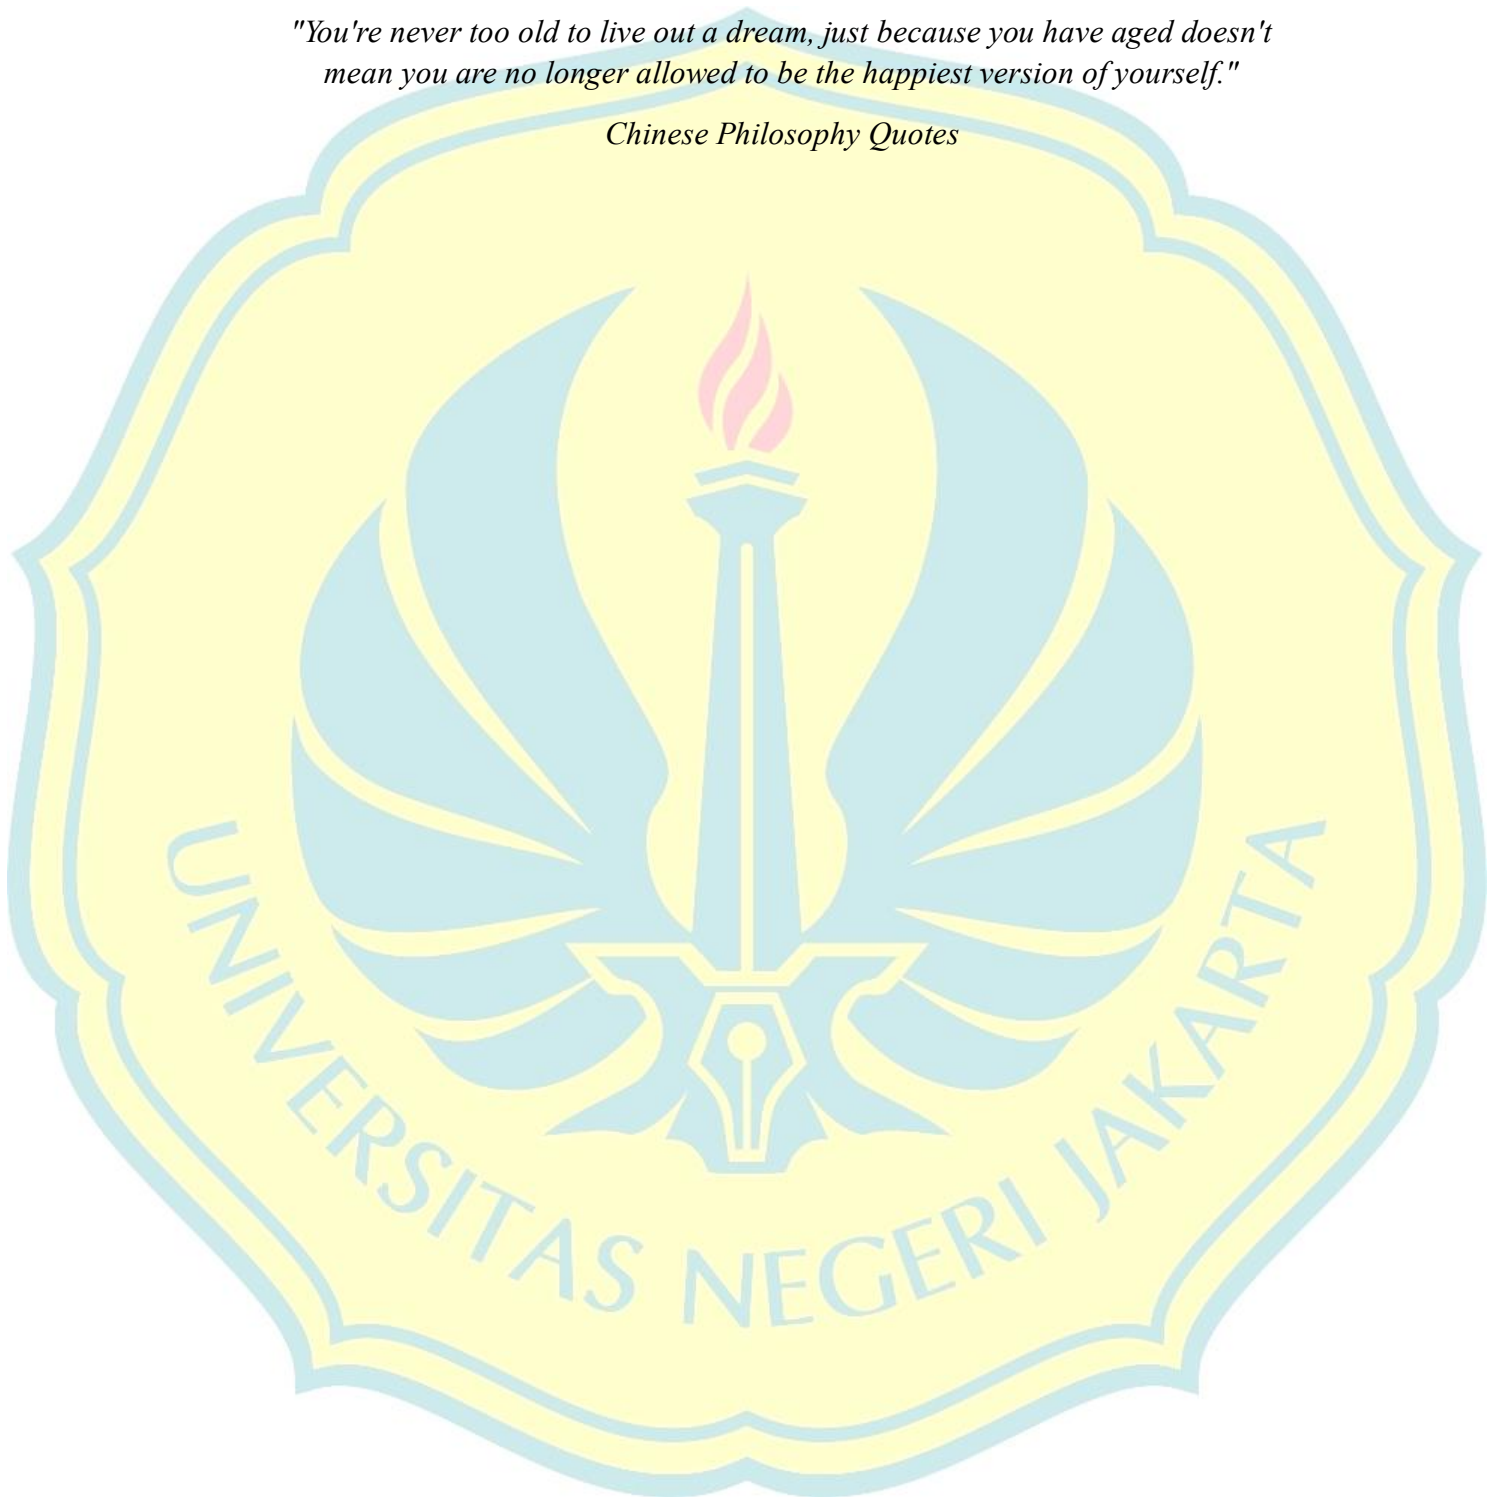 "You're never too old to live out a dream, just because you have aged doesn't
mean you are no longer allowed to be the happiest version of yourself."
Chinese Philosophy Quotes
UNIVERSITAS NEGERI JAKARTA